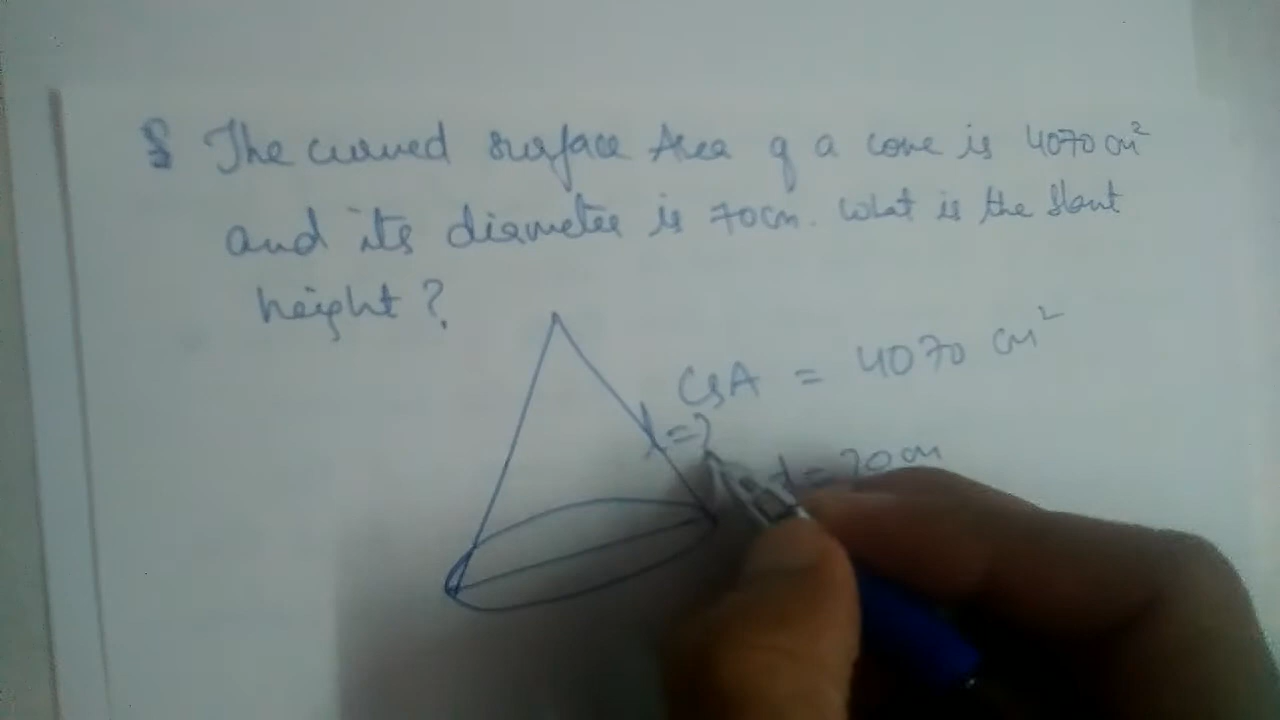 The curved surface Area of a cone is 4070 cm²
and its diameter is 70cm. What is the slant
height?
CSA = 4070 cm²
l = ?
d = 70 cm